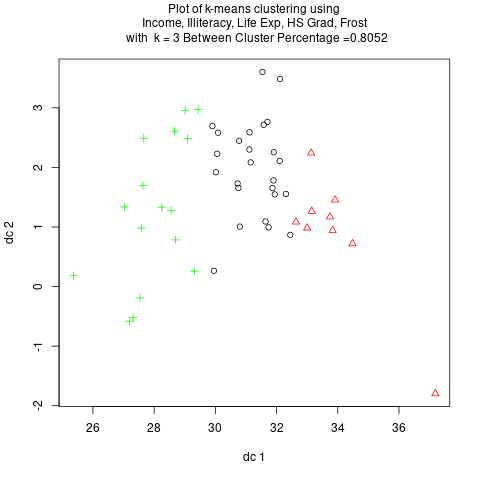 Plot of k-means clustering using
Income, Illiteracy, Life Exp, HS Grad, Frost
with k = 3 Between Cluster Percentage =0.8052
3
2
1
0
-1
-2
dc 2
26 28 30 32 34 36
dc 1